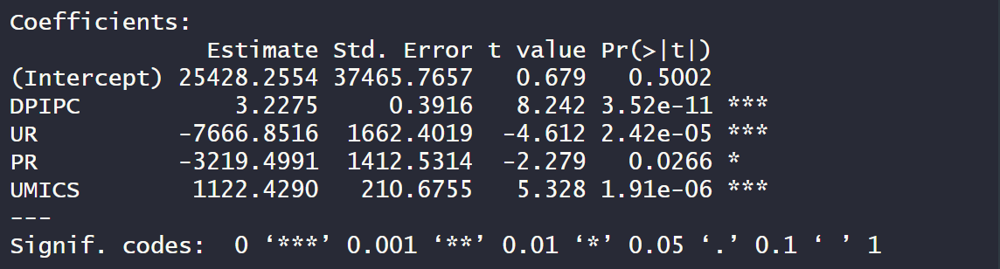 Coefficients:
Estimate Std. Error t value Pr(>|t|)
(Intercept) 25428.2554 37465.7657 0.679 0.5002
DPIPC 3.2275 0.3916 8.242 3.52e-11 ***
UR -7666.8516 1662.4019 -4.612 2.42e-05 ***
PR -3219.4991 1412.5314 -2.279 0.0266 *
UMICS 1122.4290 210.6755 5.328 1.91e-06 ***
---
Signif. codes: 0 ‘***’ 0.001 ‘**’ 0.01 ‘*’ 0.05 ‘.’ 0.1 ‘ ’ 1